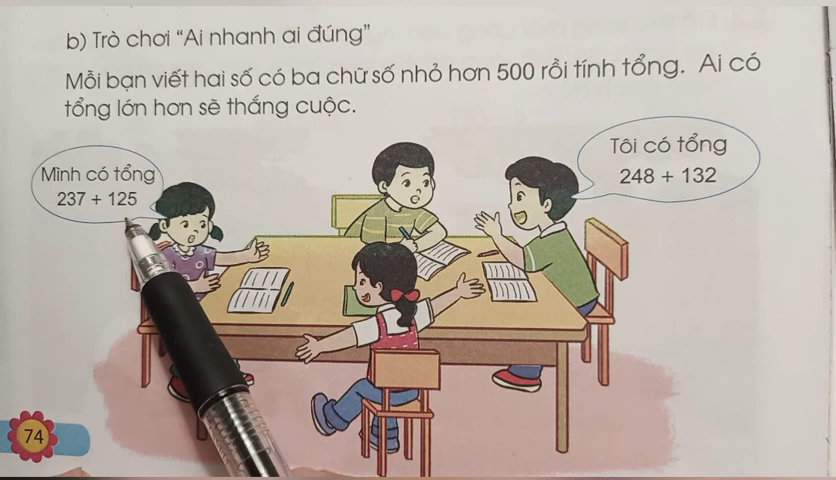 b) Trò chơi “Ai nhanh ai đúng”
Mỗi bạn viết hai số có ba chữ số nhỏ hơn 500 rồi tính tổng. Ai có
tổng lớn hơn sẽ thắng cuộc.
Mình có tổng
237 + 125
Tôi có tổng
248 + 132
74